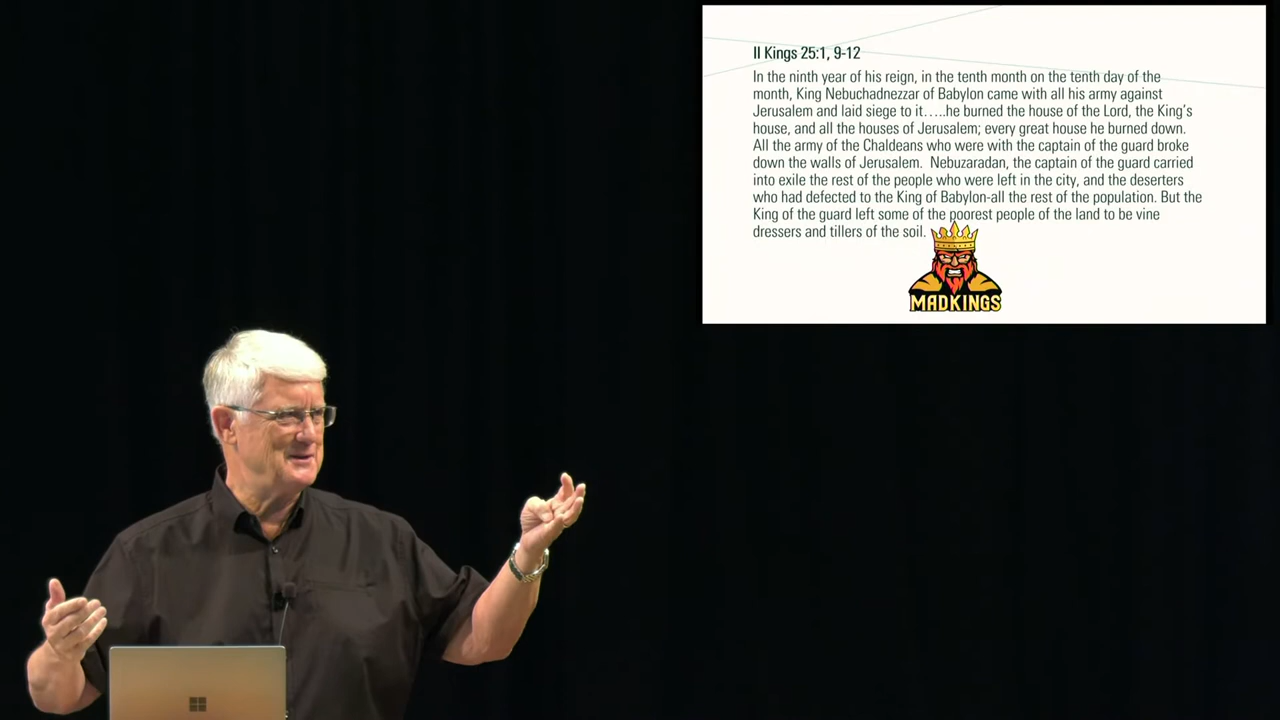 II Kings 25:1, 9-12
In the ninth year of his reign, in the tenth month on the tenth day of the
month, King Nebuchadnezzar of Babylon came with all his army against
Jerusalem and laid siege to it…..he burned the house of the Lord, the King's
house, and all the houses of Jerusalem; every great house he burned down.
All the army of the Chaldeans who were with the captain of the guard broke
down the walls of Jerusalem.  Nebuzaradan, the captain of the guard carried
into exile the rest of the people who were left in the city, and the deserters
who had defected to the King of Babylon-all the rest of the population. But the
King of the guard left some of the poorest people of the land to be vine
dressers and tillers of the soil.
MADKINGS